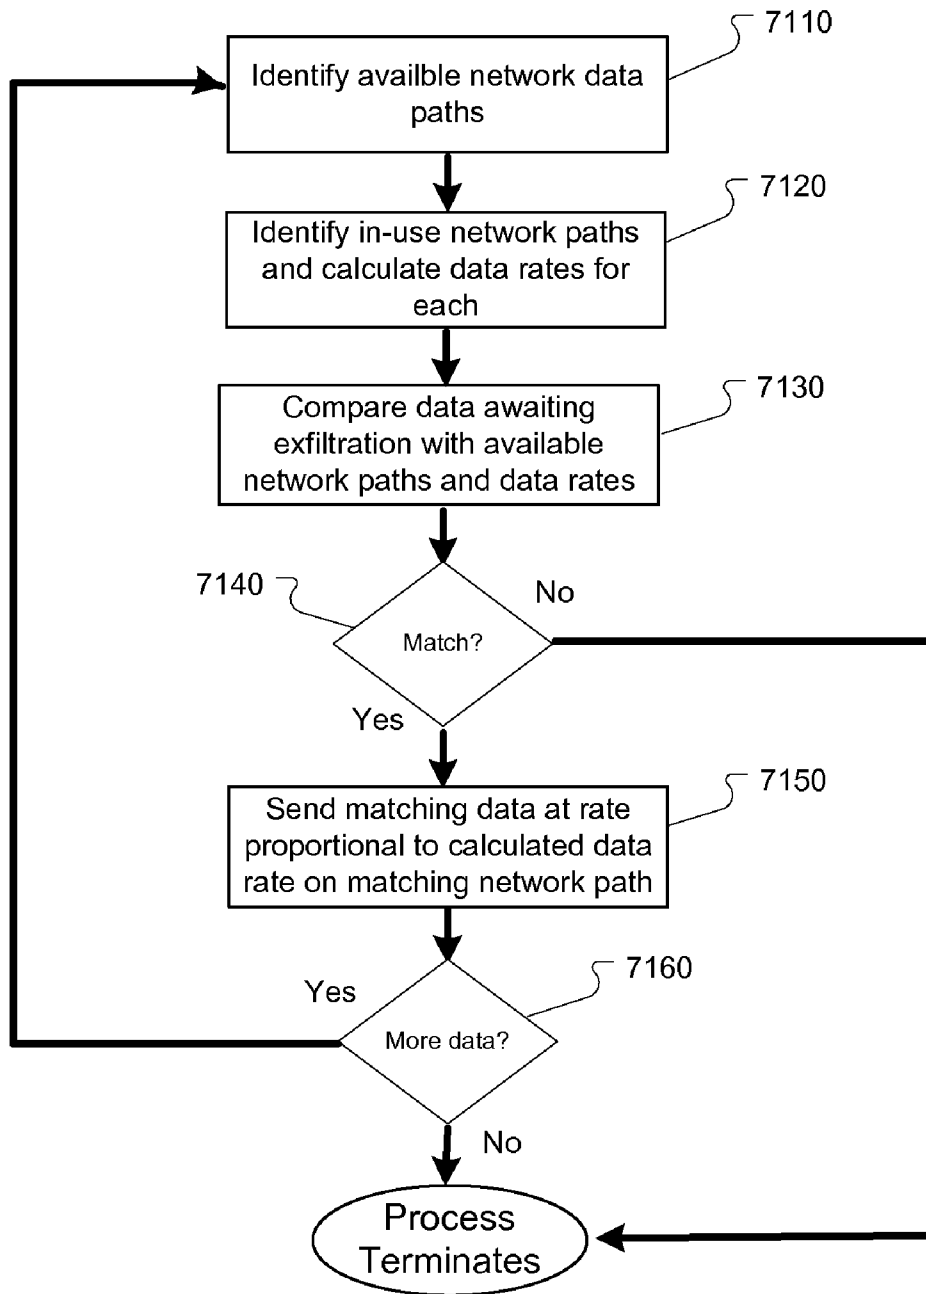 7110
Identify availble network data
paths
7120
Identify in-use network paths
and calculate data rates for
each
7130
Compare data awaiting
exfiltration with available
network paths and data rates
7140
No
Match?
Yes
7150
Send matching data at rate
proportional to calculated data
rate on matching network path
7160
Yes
More data?
No
Process
Terminates